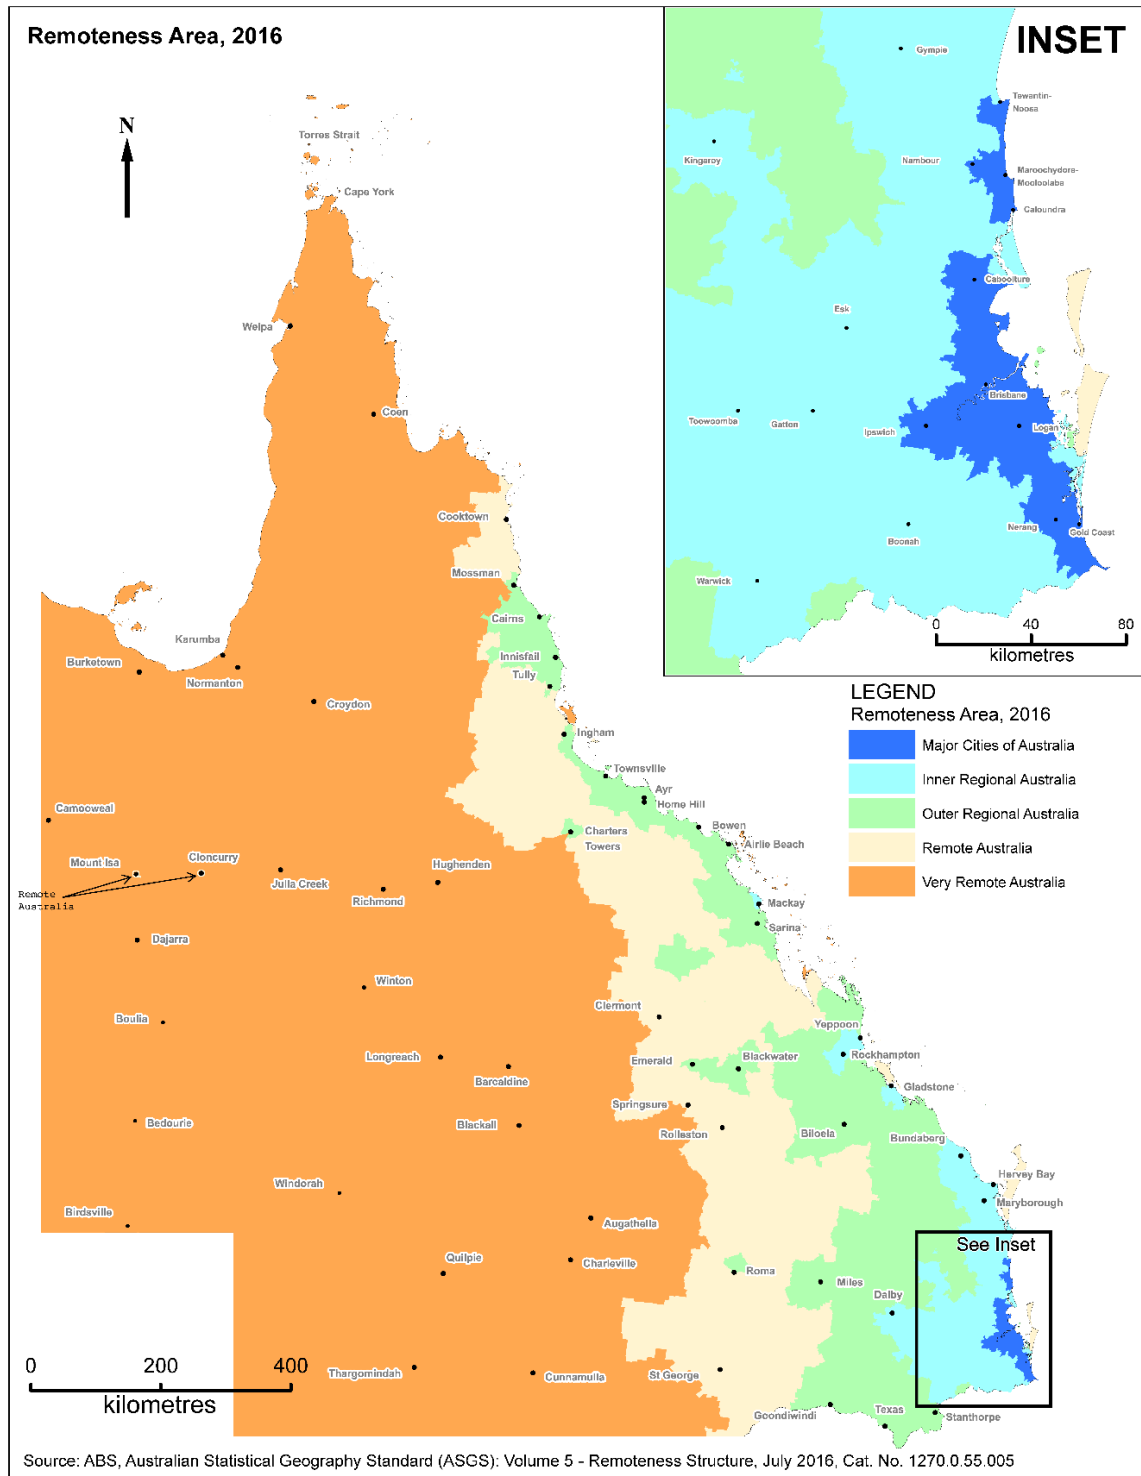 Remoteness Area, 2016
INSET
N
Torres Strait
Cape York
Weipa
Coen
Cooktown
Mossman
Cairns
Innisfail
Tully
Karumba
Burketown
Normanton
Croydon
Ingham
Townsville
Ayr
Home Hill
Bowen
Airlie Beach
Charters
Towers
Camooweal
Mount Isa
Cloncurry
Remote
Australia
Julia Creek
Hughenden
Richmond
Mackay
Sarina
Dajarra
Winton
Clermont
Boulia
Yeppoon
Longreach
Emerald
Blackwater
Rockhampton
Barcaldine
Gladstone
Springsure
Bedourie
Blackall
Rolleston
Biloela
Bundaberg
Hervey Bay
Maryborough
Windorah
Birdsville
Augathella
See Inset
Quilpie
Charleville
Roma
Miles
Dalby
Thargomindah
Cunnamulla
St George
Goondiwindi
Texas
Stanthorpe
0 200 400
kilometres
Gympie
Tewantin-
Noosa
Kingaroy
Nambour
Maroochydore-
Mooloolaba
Caloundra
Caboolture
Esk
Brisbane
Toowoomba
Gatton
Ipswich
Logan
Boonah
Nerang
Gold Coast
Warwick
0 40 80
kilometres
LEGEND
Remoteness Area, 2016
Major Cities of Australia
Inner Regional Australia
Outer Regional Australia
Remote Australia
Very Remote Australia
Source: ABS, Australian Statistical Geography Standard (ASGS): Volume 5 - Remoteness Structure, July 2016, Cat. No. 1270.0.55.005